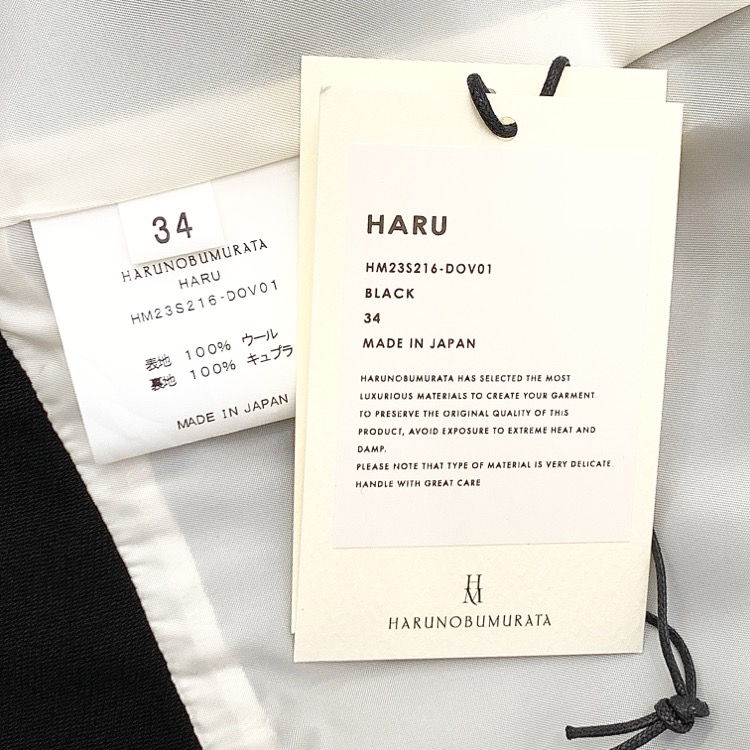 34
HARUNOBUMURATA
HARU
HM23S216-DOV01
表地 100% ウール
裏地 100% キュプラ
MADE IN JAPAN
HARU
HM23S216-DOV01
BLACK
34
MADE IN JAPAN
HARUNOBUMURATA HAS SELECTED THE MOST
LUXURIOUS MATERIALS TO CREATE YOUR GARMENT.
TO PRESERVE THE ORIGINAL QUALITY OF THIS
PRODUCT, AVOID EXPOSURE TO EXTREME HEAT AND
DAMP.
PLEASE NOTE THAT TYPE OF MATERIAL IS VERY DELICATE.
HANDLE WITH GREAT CARE
HM
HARUNOBUMURATA